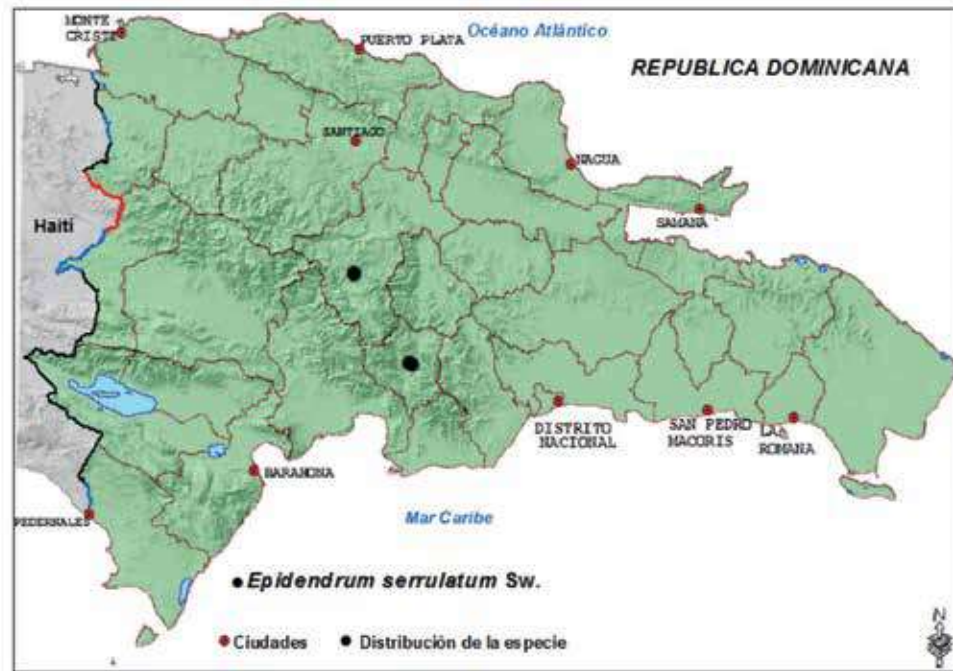 MONTE
CRISTI
PUERTO PLATA
Océano Atlántico
REPUBLICA DOMINICANA
SANTIAGO
NAGUA
Haití
SAMANA
DISTRITO
NACIONAL
SAN PEDRO
MACORIS
LA
ROMANA
BARAHONA
PEDERNALES
Mar Caribe
Epidendrum serrulatum Sw.
Ciudades
Distribución de la especie
N